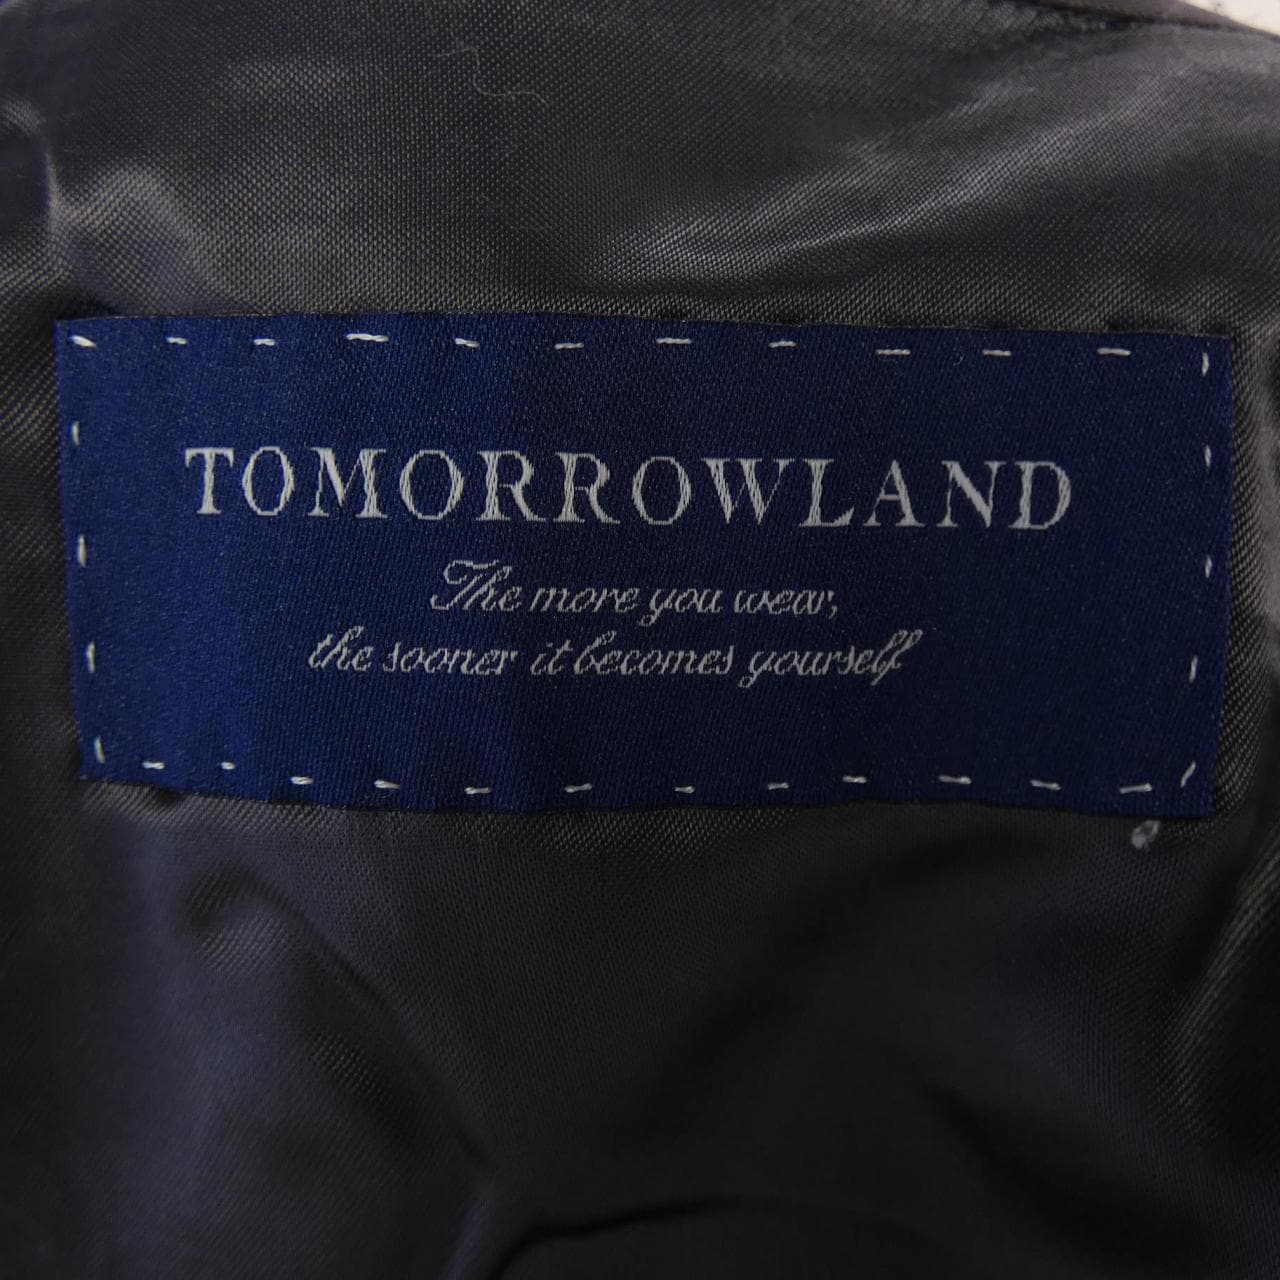 TOMORROWLAND
The more you wear,
the sooner it becomes yourself